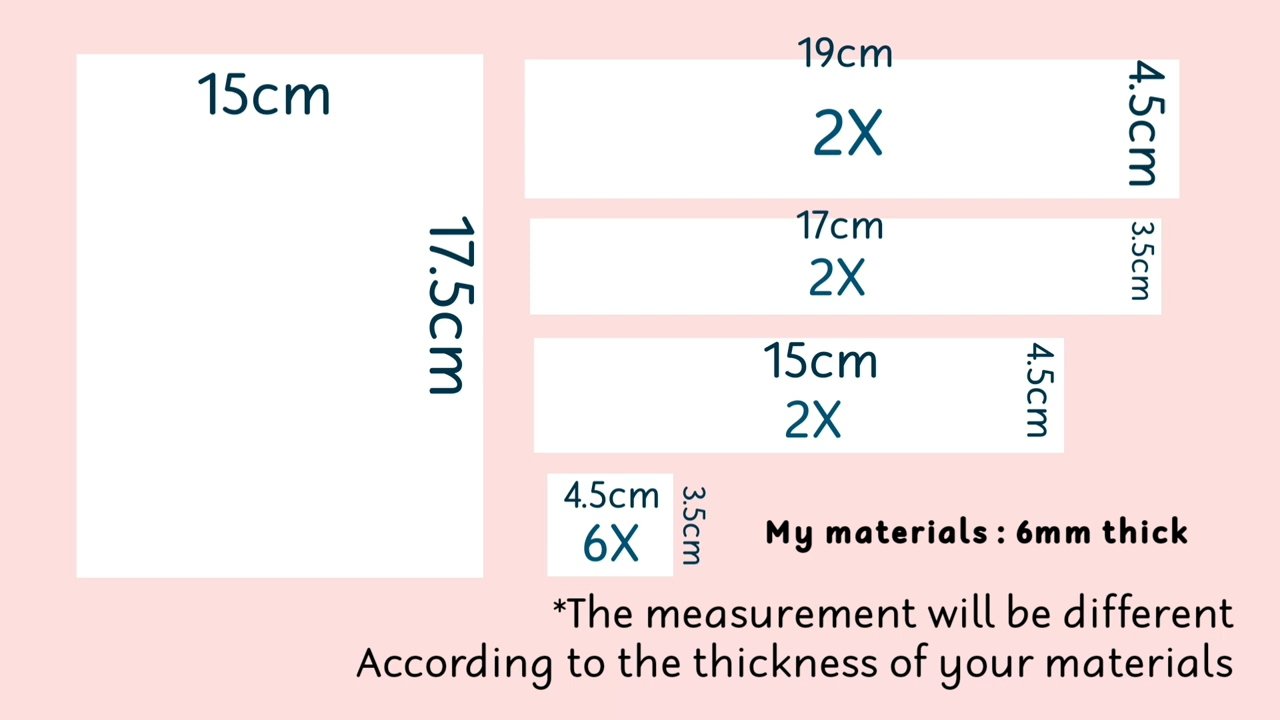 15cm
17.5cm
19cm
2X
4.5cm
17cm
2X
3.5cm
15cm
2X
4.5cm
4.5cm
6X
3.5cm
My materials : 6mm thick
*The measurement will be different
According to the thickness of your materials